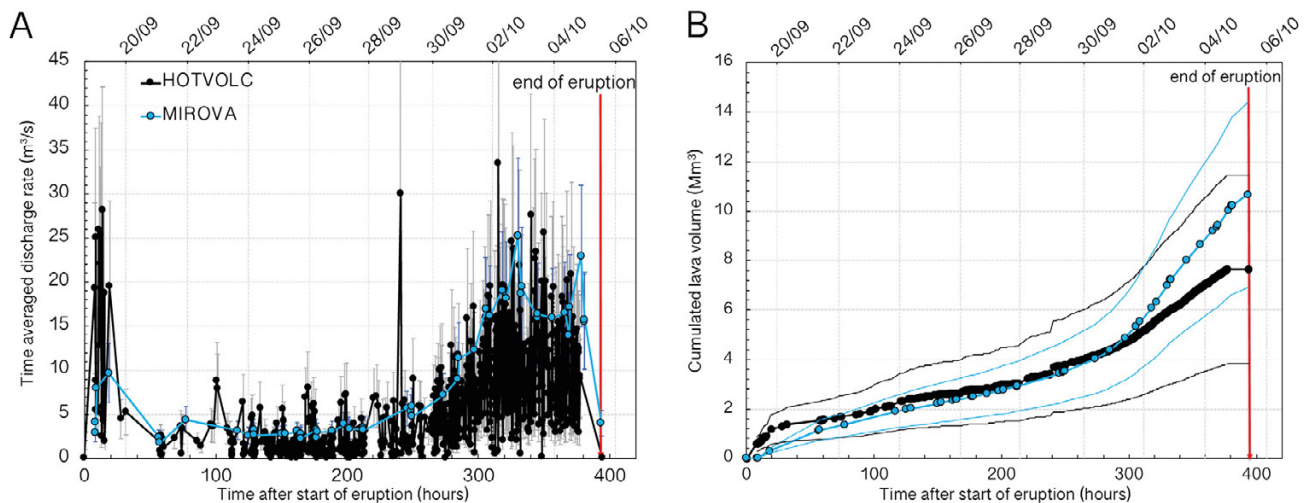 A
20/09 22/09 24/09 26/09 28/09 30/09 02/10 04/10 06/10
45
40
35
30
25
20
15
10
5
0
Time averaged discharge rate (m³/s)
HOTVOLC
MIROVA
end of eruption
0 100 200 300 400
Time after start of eruption (hours)
B
20/09 22/09 24/09 26/09 28/09 30/09 02/10 04/10 06/10
16
14
12
10
8
6
4
2
0
Cumulated lava volume (Mm³)
end of eruption
0 100 200 300 400
Time after start of eruption (hours)